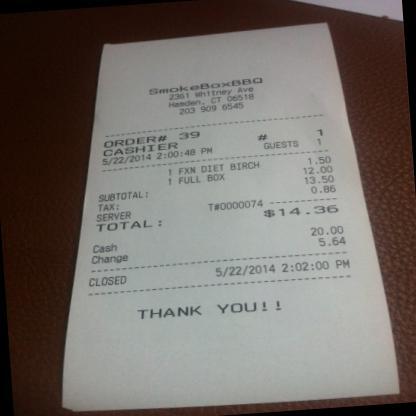 SmokeBoxBBQ
2361 Whitney Ave
Hamden, CT 06518
203 909 6545
ORDER# 39 # 1
CASHIER GUESTS 1
5/22/2014 2:00:48 PM
1 FXN DIET BIRCH 1.50
1 FULL BOX 12.00
SUBTOTAL: 13.50
TAX: 0.86
SERVER T#0000074
TOTAL: $14.36
Cash 20.00
Change 5.64
CLOSED 5/22/2014 2:02:00 PM
THANK YOU!!